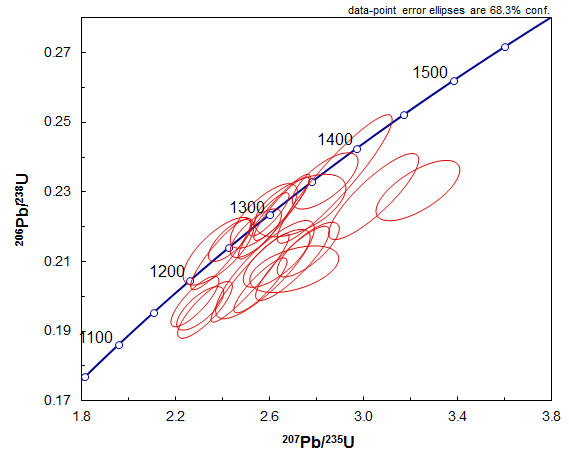 data-point error ellipses are 68.3% conf.
0.27
1500
0.25
1400
0.23
1300
0.21
1200
0.19
1100
0.17
1.8 2.2 2.6 3.0 3.4 3.8
206Pb/238U
207Pb/235U